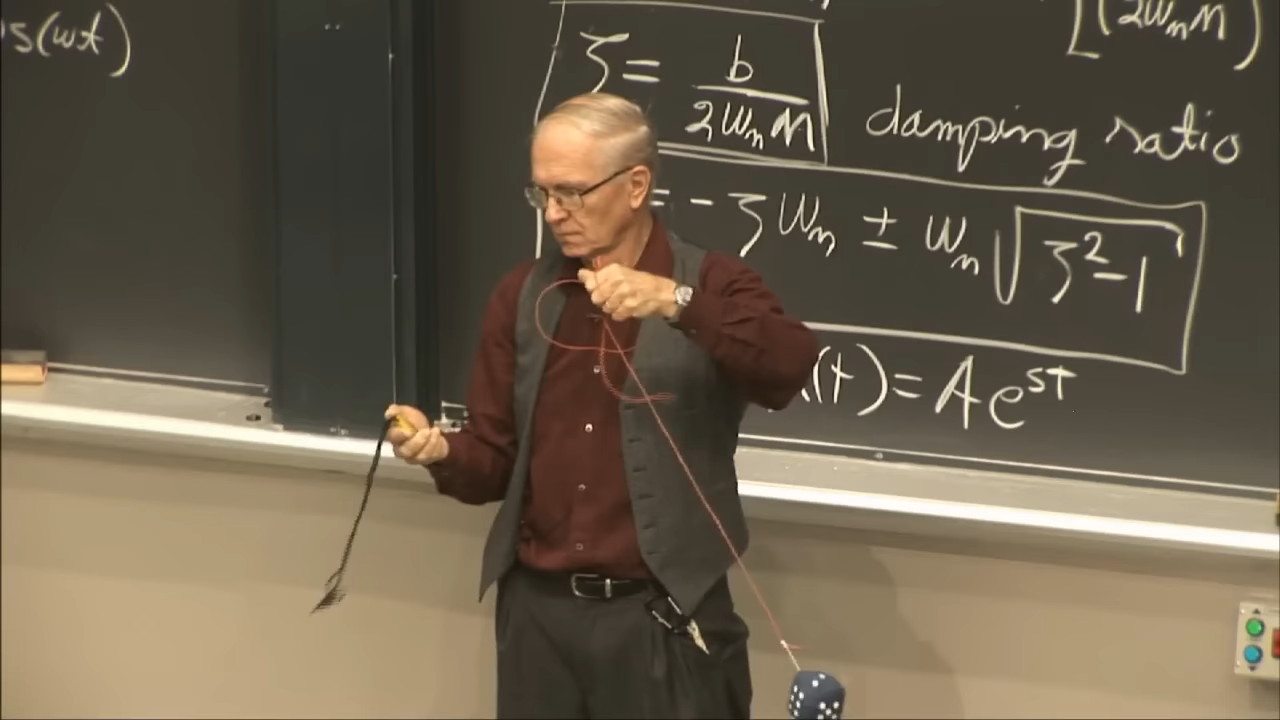 s(ωt)
(2ωₙM)
ζ = b / 2ωₙM
damping ratio
= -ζωₙ ± ωₙ√ζ²-1
(t) = Ae^st